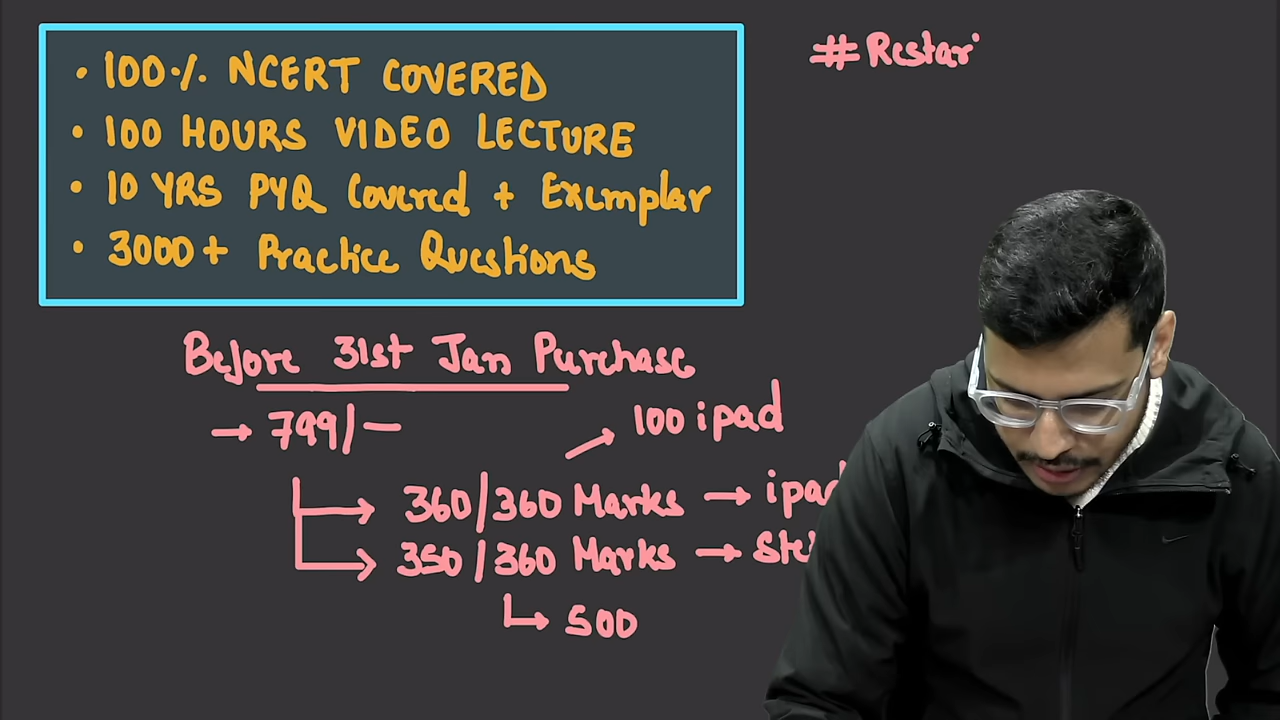 • 100% NCERT COVERED
• 100 HOURS VIDEO LECTURE
• 10 YRS PYQ Covered + Exemplar
• 3000+ Practice Questions
# Restar
Before 31st Jan Purchase
→ 799/-
→ 100 ipad
→ 360/360 Marks → ipad
→ 350/360 Marks →
→ 500